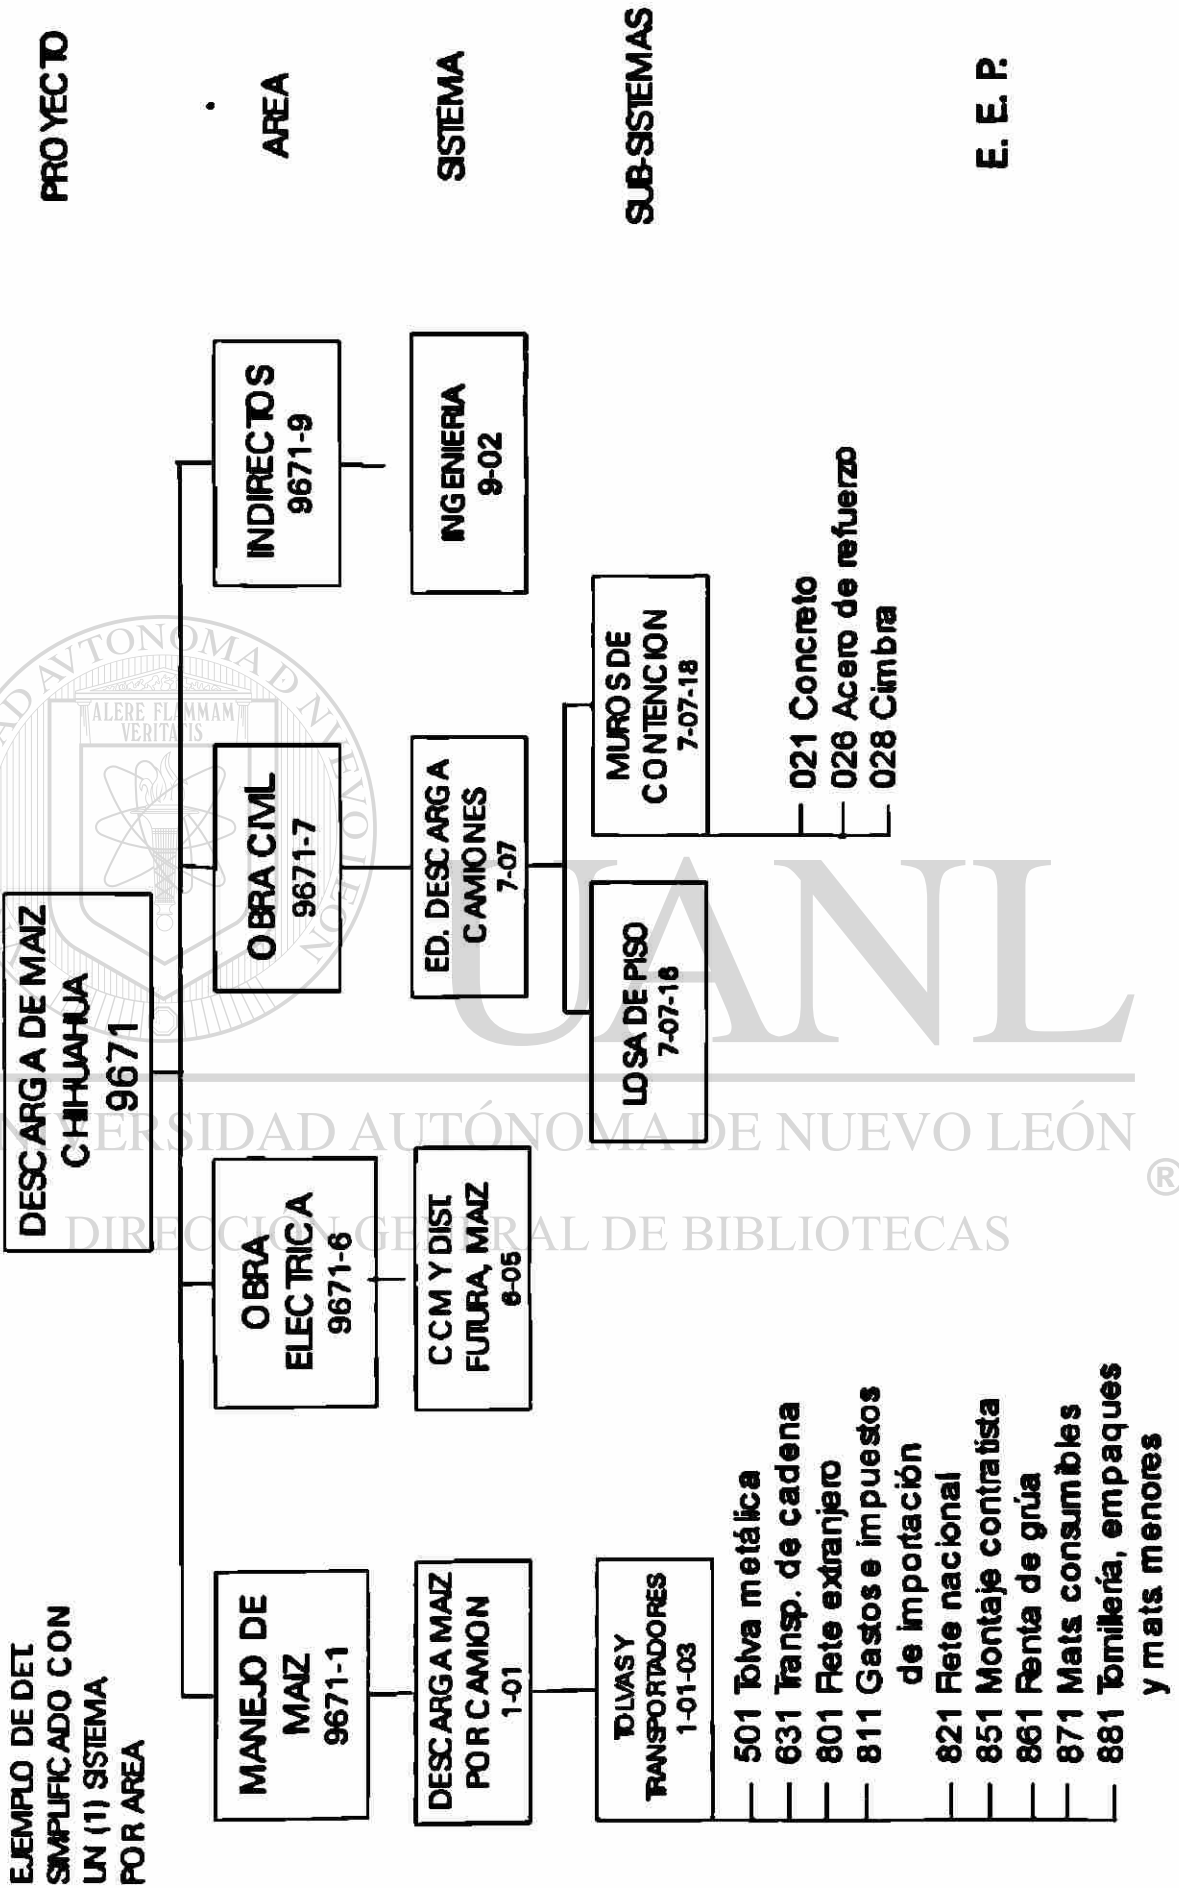 EJEMPLO DE DET.
SIMPLIFICADO CON
UN (1) SISTEMA
POR AREA
DESCARGA DE MAIZ
CHIHUAHUA
9671
PROYECTO
MANEJO DE
MAIZ
9671-1
OBRA
ELECTRICA
9671-6
OBRA CIVIL
9671-7
INDIRECTOS
9671-9
AREA
DESCARGA MAIZ
POR CAMION
1-01
CCM Y DIST.
FUTURA, MAIZ
6-05
ED. DESCARGA
CAMIONES
7-07
INGENIERIA
9-02
SISTEMA
TOLVAS Y
TRANSPORTADORES
1-01-03
LOSA DE PISO
7-07-16
MUROS DE
CONTENCION
7-07-18
SUB-SISTEMAS
501 Tolva metálica
631 Transp. de cadena
801 Flete extranjero
811 Gastos e impuestos
de importación
821 Flete nacional
851 Montaje contratista
861 Renta de grúa
871 Mats. consumibles
881 Tornillería, empaques
y mats. menores
021 Concreto
026 Acero de refuerzo
028 Cimbra
E. E. P.
ALERE FLAMMAM
VERITATIS
UANL
UNIVERSIDAD AUTÓNOMA DE NUEVO LEÓN
®
DIRECCIÓN GENERAL DE BIBLIOTECAS